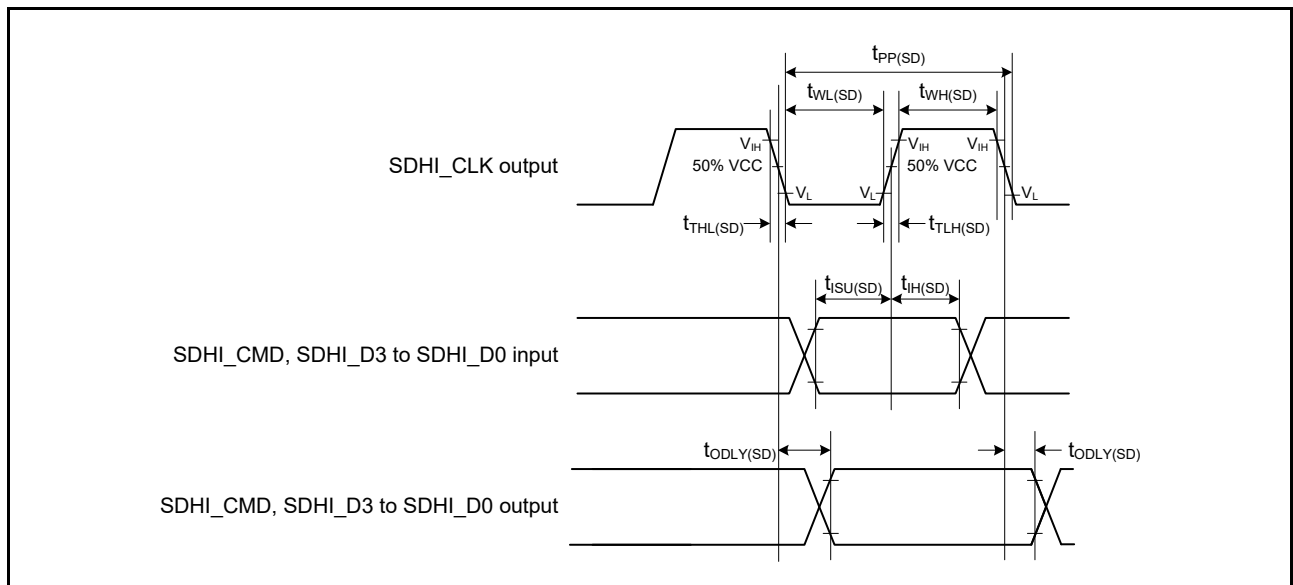 tPP(SD)
tWL(SD) tWH(SD)
SDHI_CLK output
VIH VIH VIH
50% VCC 50% VCC
VL VL VL
tTHL(SD) tTLH(SD)
tISU(SD) tIH(SD)
SDHI_CMD, SDHI_D3 to SDHI_D0 input
tODLY(SD) tODLY(SD)
SDHI_CMD, SDHI_D3 to SDHI_D0 output